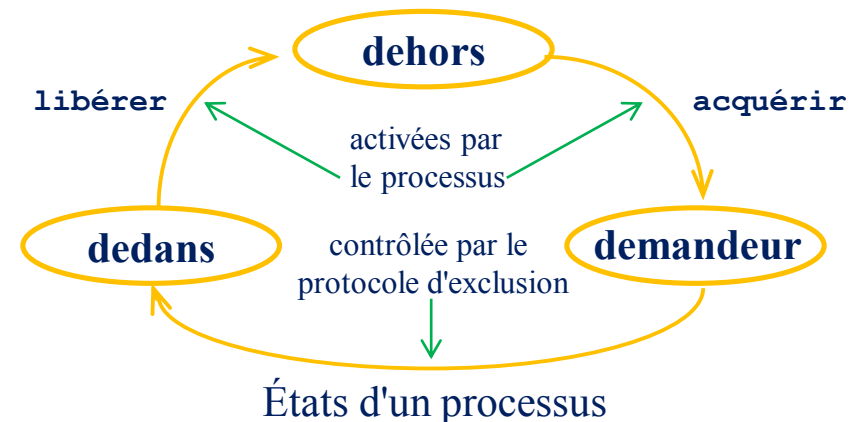 dehors
libérer
acquérir
activées par
le processus
dedans
contrôlée par le
protocole d'exclusion
demandeur
États d'un processus